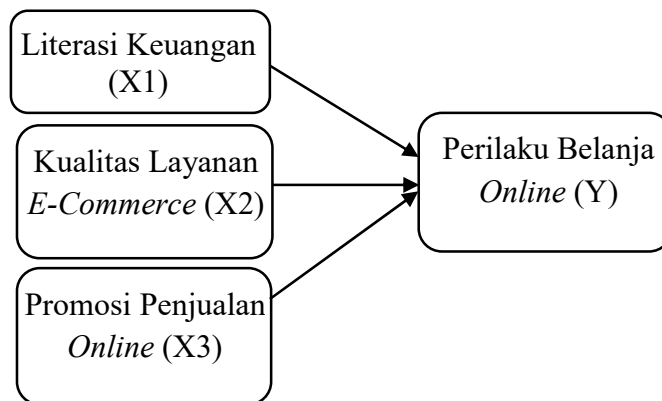 Literasi Keuangan
(X1)
Kualitas Layanan
E-Commerce (X2)
Promosi Penjualan
Online (X3)
Perilaku Belanja
Online (Y)